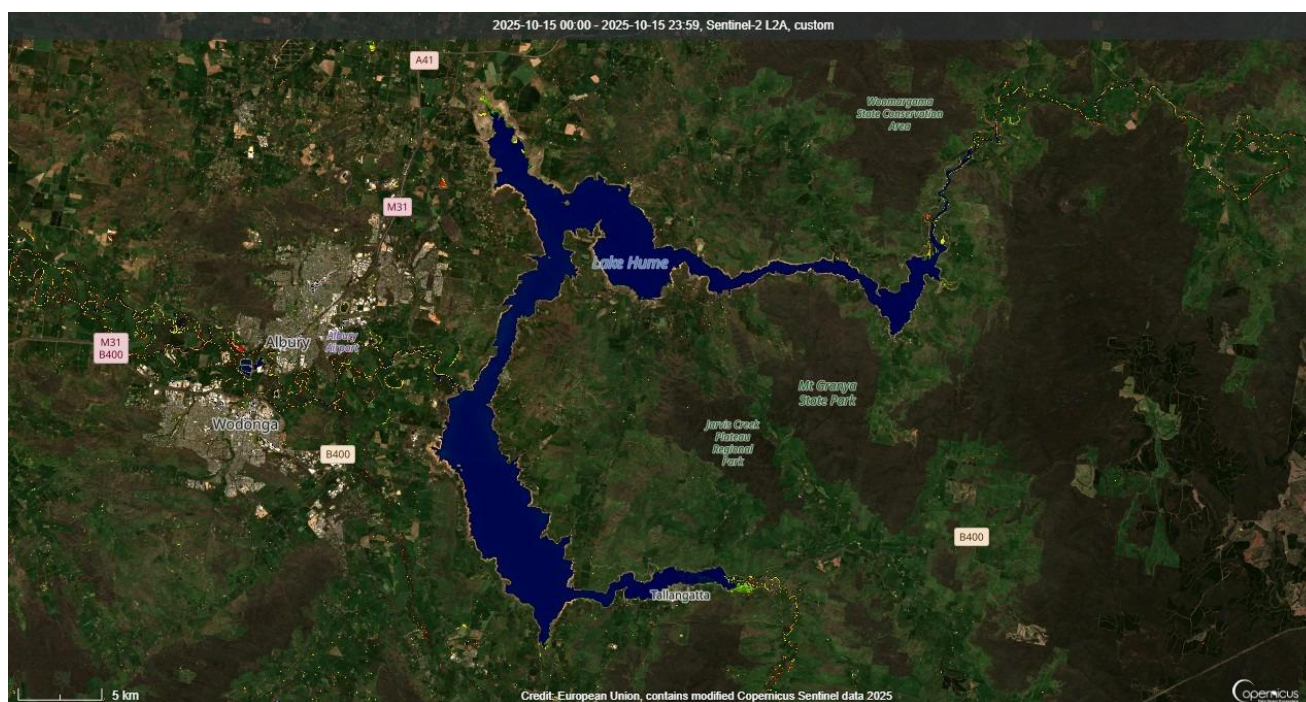 2025-10-15 00:00 - 2025-10-15 23:59, Sentinel-2 L2A, custom
A41
Woomargama
State Conservation
Area
M31
Lake Hume
M31
B400
Albury
Albury
Airport
Mt Granya
State Park
Wodonga
Jarvis Creek
Plateau
Regional
Park
B400
B400
Tallangatta
5 km
Credit: European Union, contains modified Copernicus Sentinel data 2025
opernicus